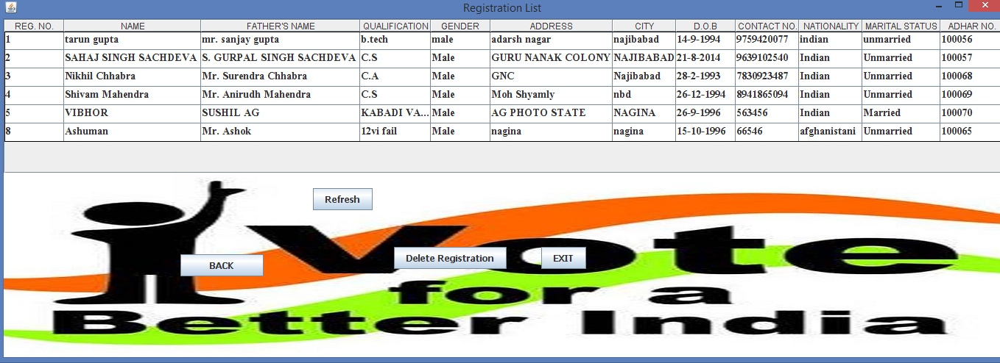 Registration List
REG. NO. NAME FATHER'S NAME QUALIFICATION GENDER ADDRESS CITY D.O.B CONTACT NO. NATIONALITY MARITAL STATUS ADHAR NO.
1 tarun gupta mr. sanjay gupta b.tech male adarsh nagar najibabad 14-9-1994 9759420077 indian unmarried 100056
2 SAHAJ SINGH SACHDEVA S. GURPAL SINGH SACHDEVA C.S Male GURU NANAK COLONY NAJIBABAD 21-8-2014 9639102540 Indian Unmarried 100057
3 Nikhil Chhabra Mr. Surendra Chhabra C.A Male GNC Najibabad 28-2-1993 7830923487 Indian Unmarried 100068
4 Shivam Mahendra Mr. Anirudh Mahendra C.S Male Moh Shyamly nbd 26-12-1994 8941865094 Indian Unmarried 100069
5 VIBHOR SUSHIL AG KABADI VA... Male AG PHOTO STATE NAGINA 26-9-1996 563456 Indian Married 100070
8 Ashuman Mr. Ashok 12vi fail Male nagina nagina 15-10-1996 66546 afghanistani Unmarried 100065
Refresh
i Vote
BACK Delete Registration EXIT
for a
Better India